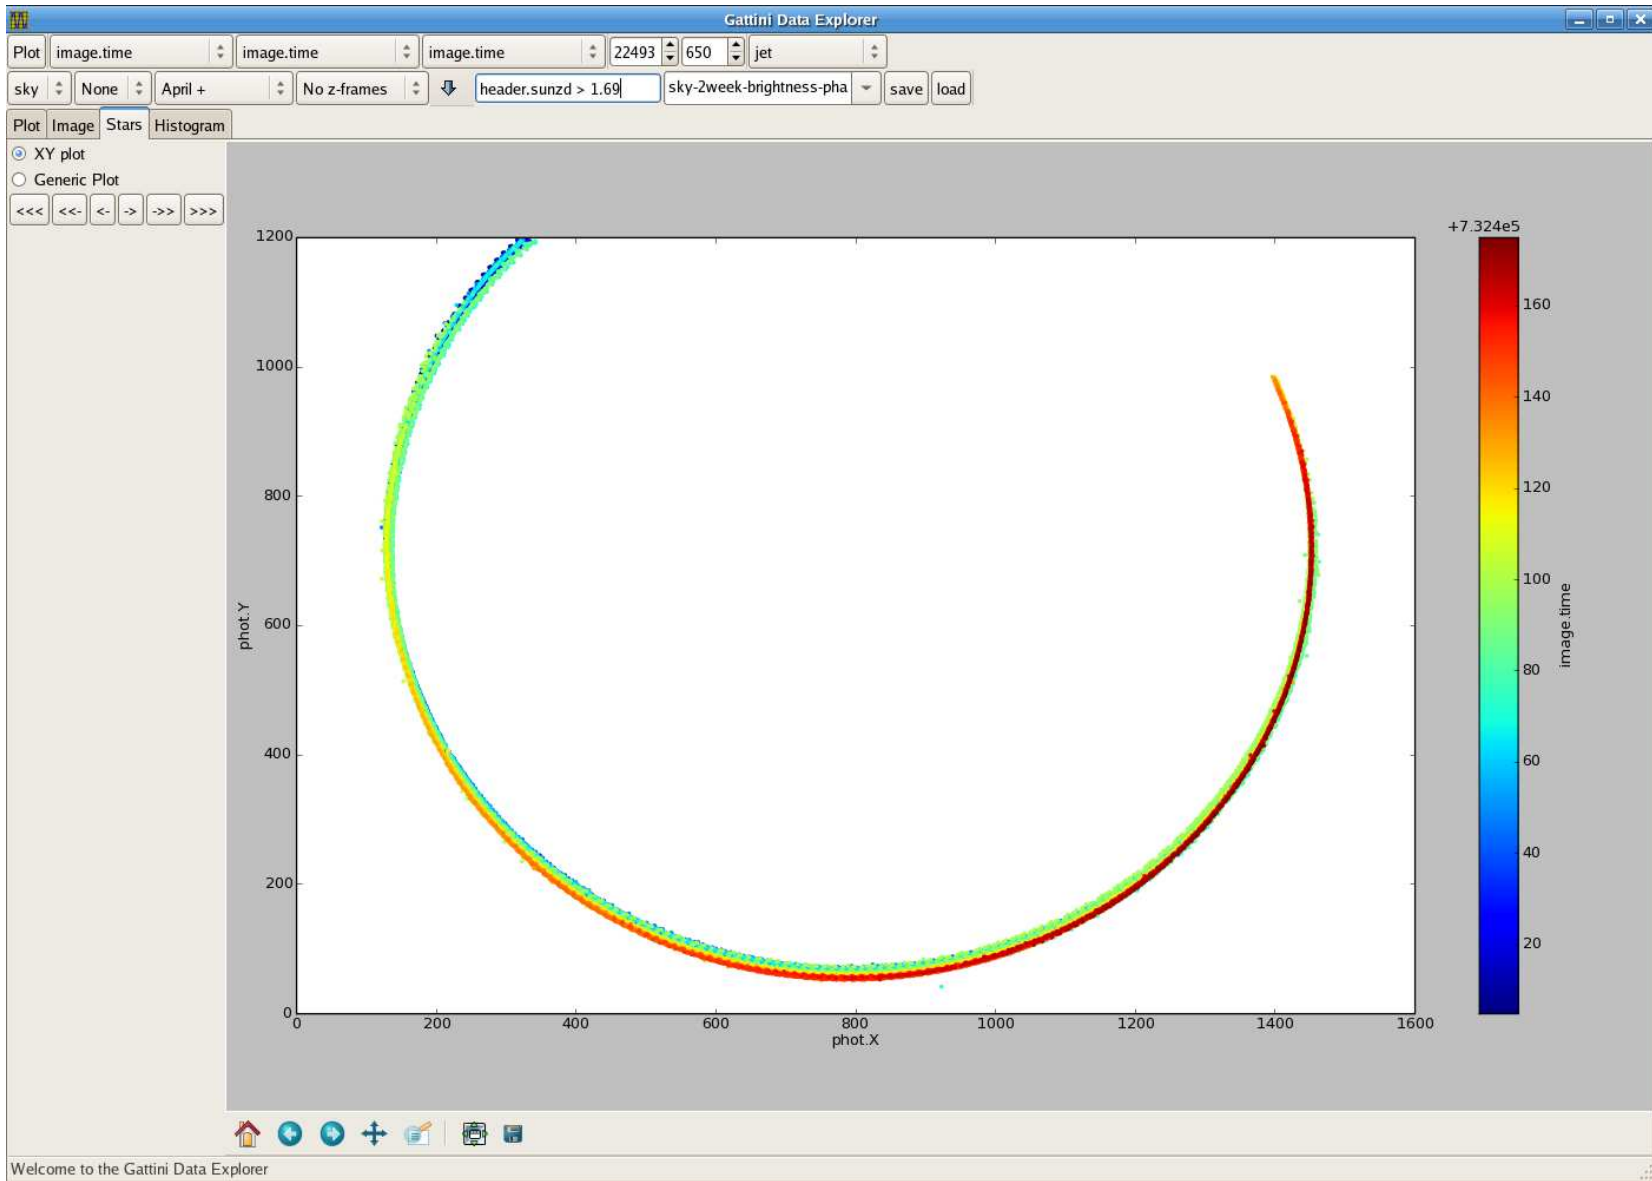 Gattini Data Explorer
Plot image.time image.time image.time 22493 650 jet
sky None April + No z-frames header.sunzd > 1.69 sky-2week-brightness-pha save load
Plot Image Stars Histogram
XY plot
Generic Plot
<<< <<- <- -> ->> >>>
+7.324e5
1200
1000
800
600
400
200
0
phot.Y
0 200 400 600 800 1000 1200 1400 1600
phot.X
160
140
120
100
80
60
40
20
image.time
Welcome to the Gattini Data Explorer